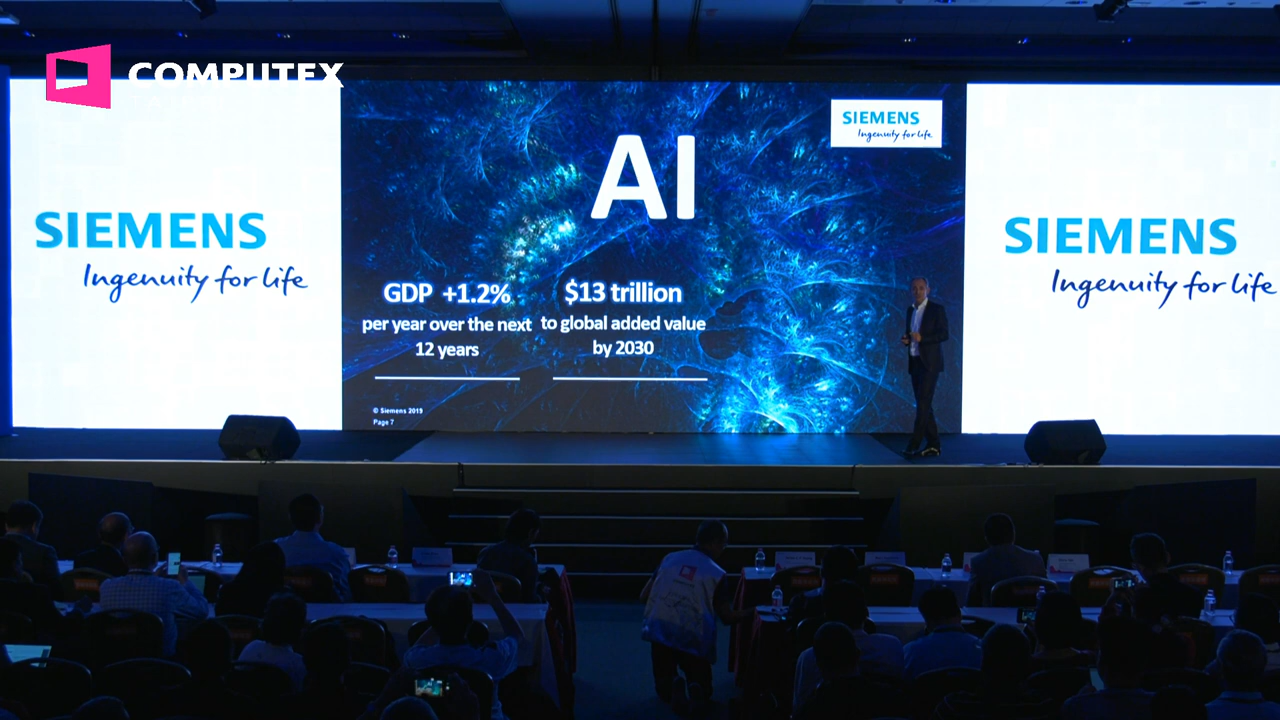 COMPUTEX
SIEMENS
Ingenuity for life
AI
SIEMENS
Ingenuity for life
GDP +1.2%
per year over the next
12 years
$13 trillion
to global added value
by 2030
© Siemens 2019
Page 7
SIEMENS
Ingenuity for life